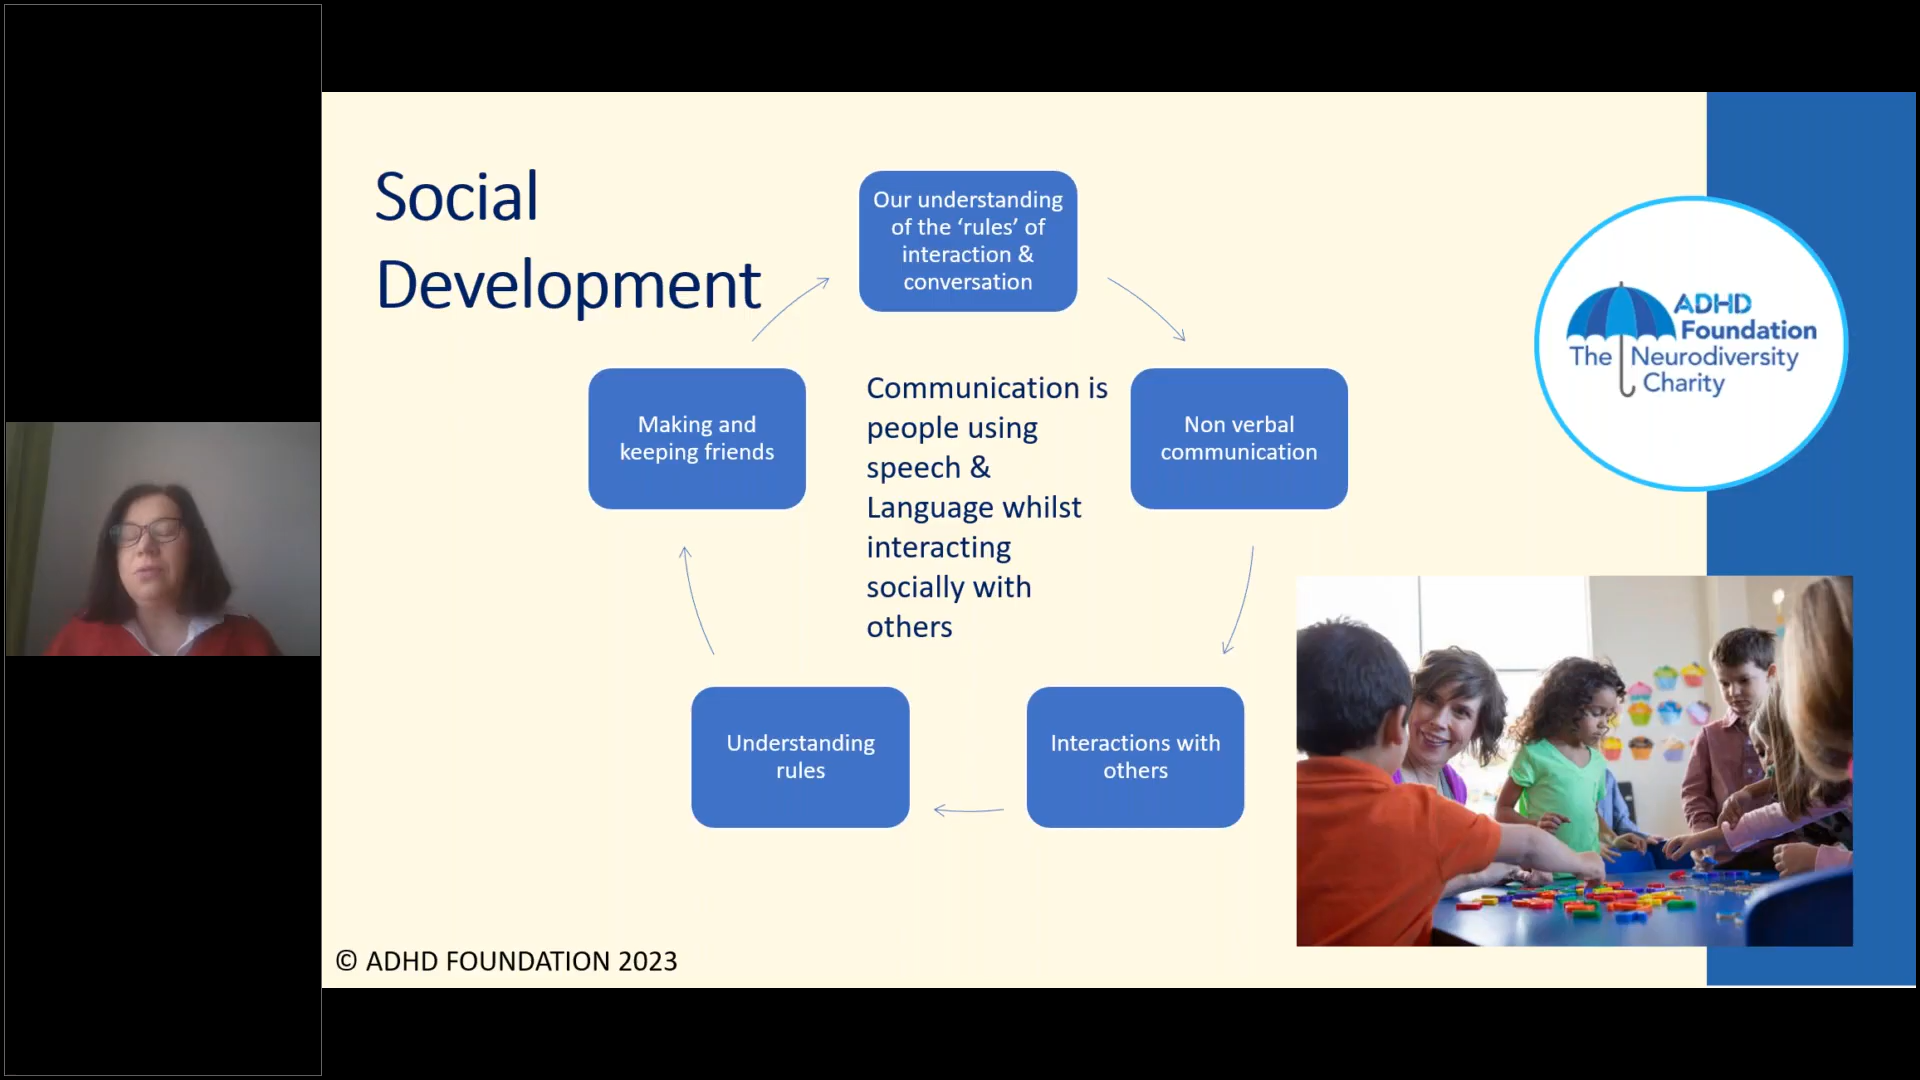 Social
Development
Our understanding
of the ‘rules’ of
interaction &
conversation
Non verbal
communication
Interactions with
others
Understanding
rules
Making and
keeping friends
Communication is
people using
speech &
Language whilst
interacting
socially with
others
ADHD
Foundation
The Neurodiversity
Charity
© ADHD FOUNDATION 2023